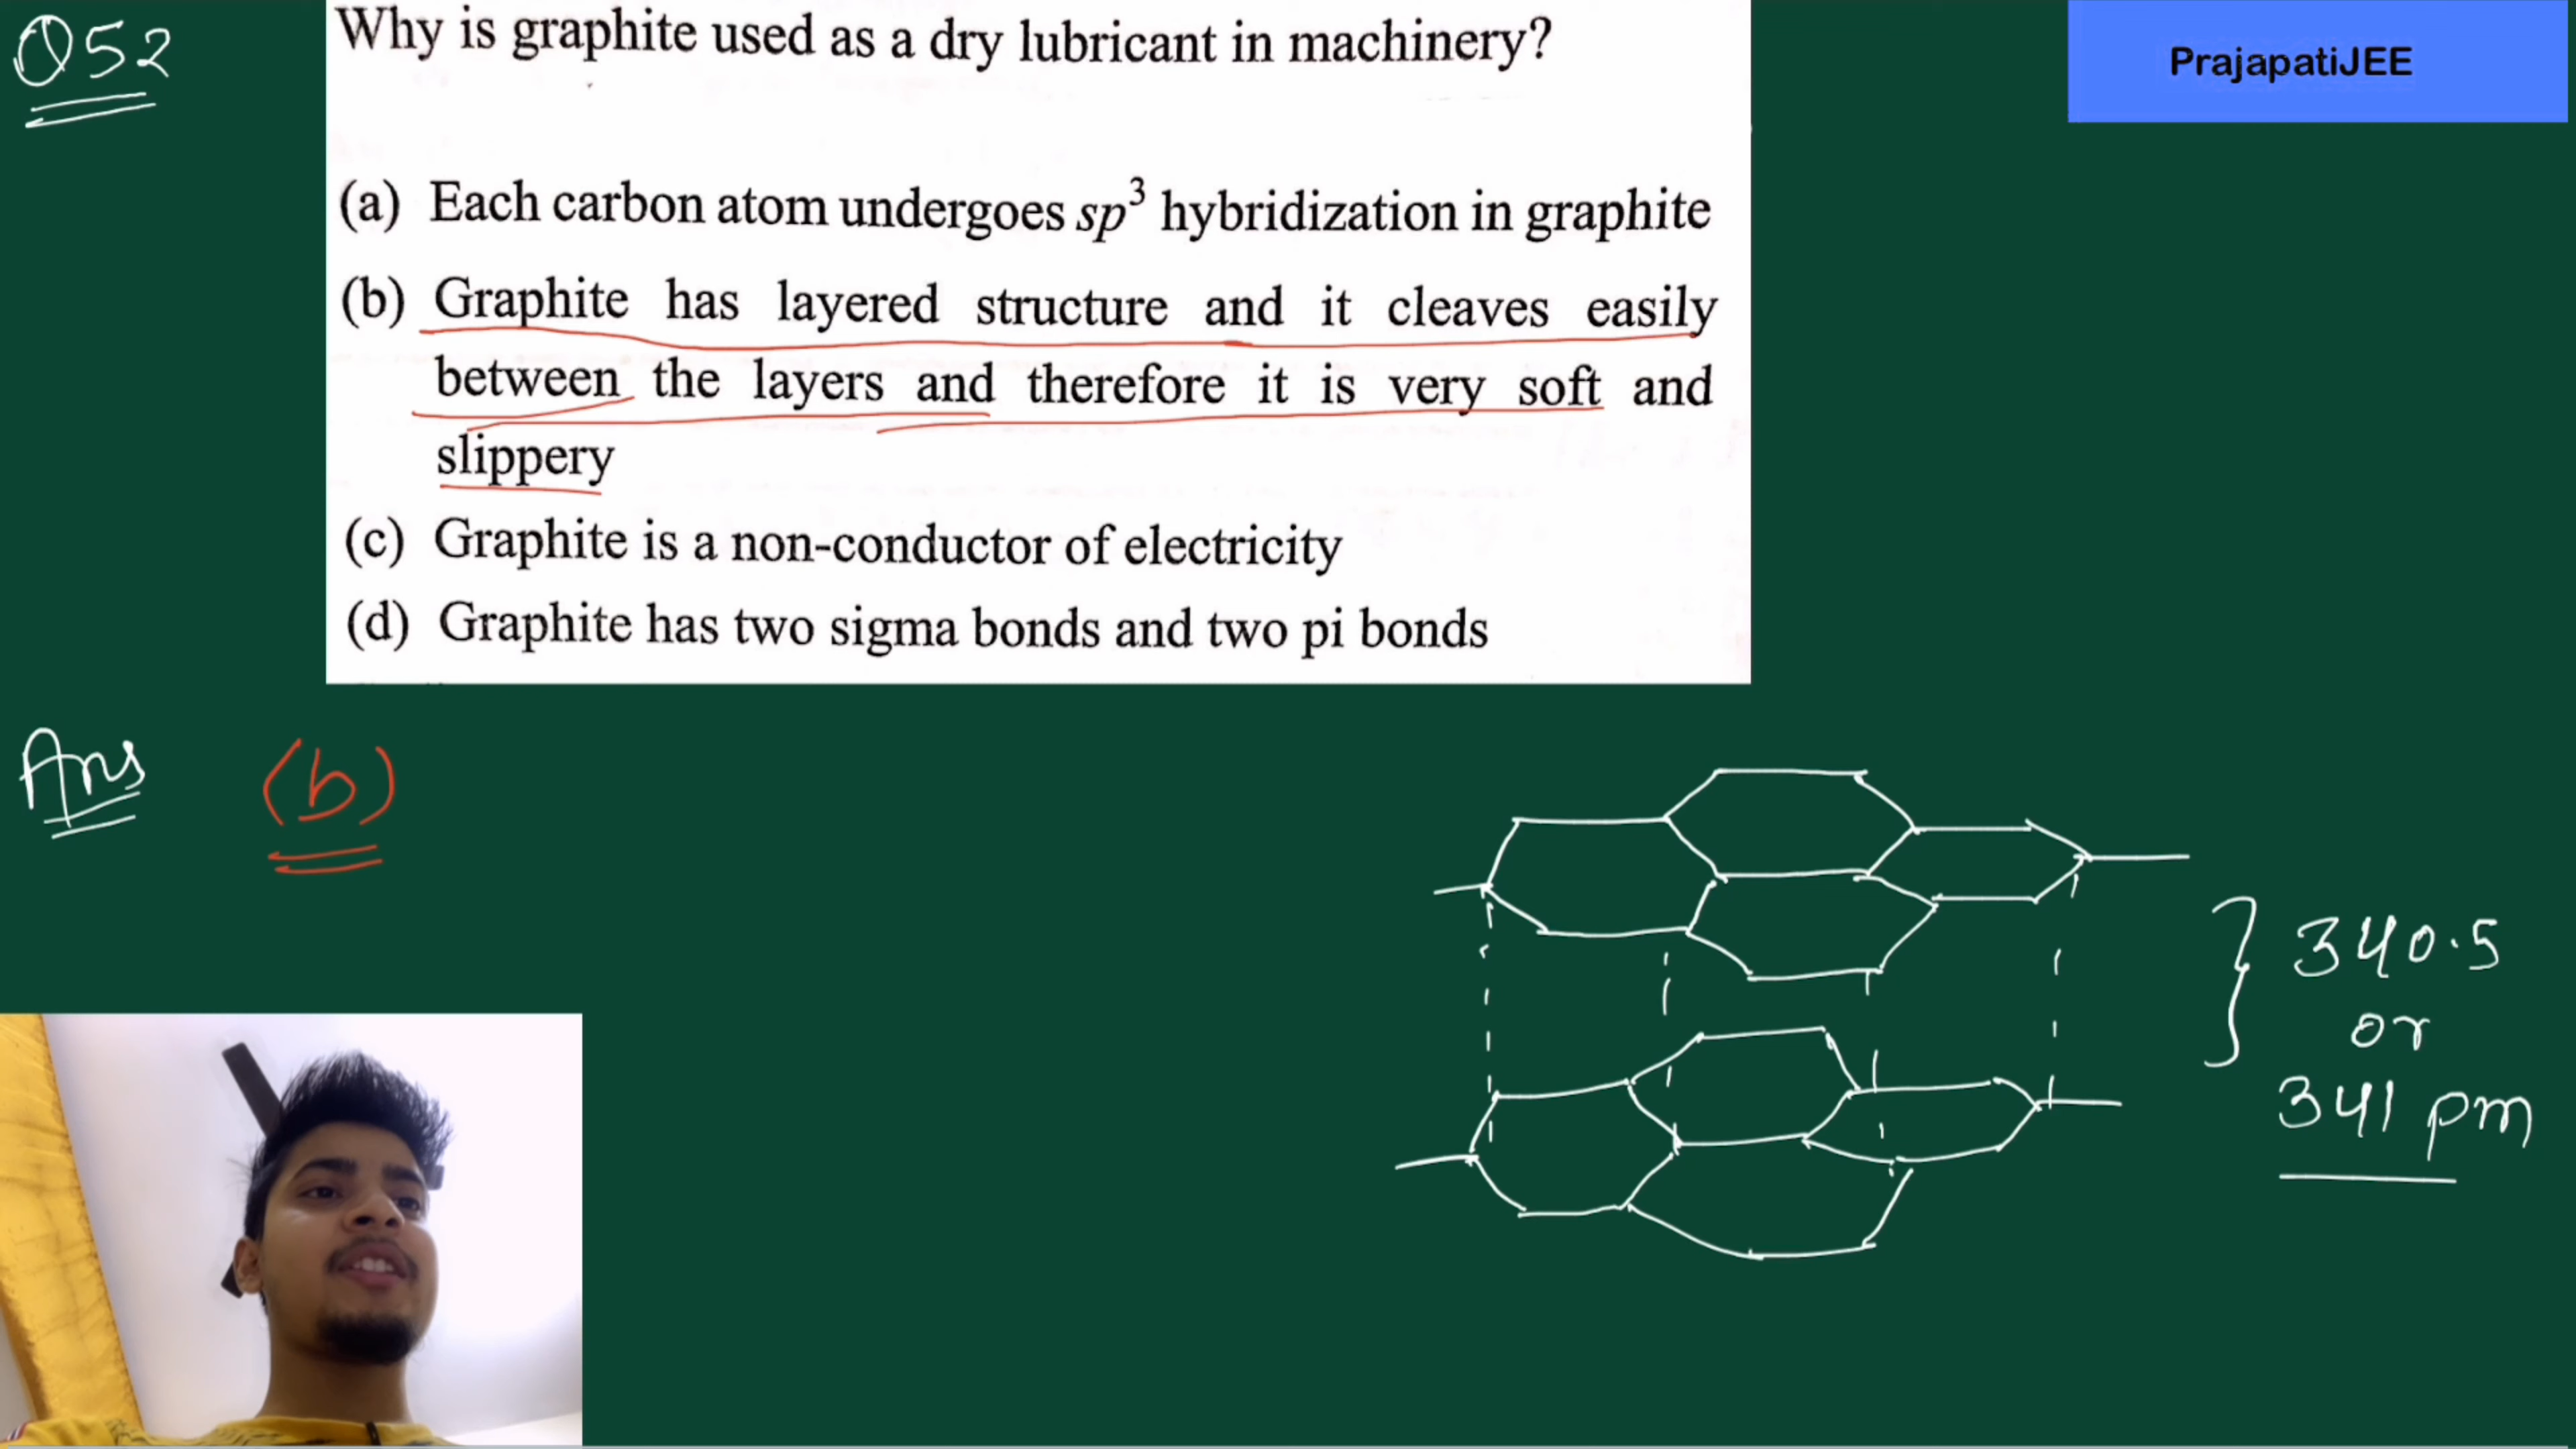 Q52
Why is graphite used as a dry lubricant in machinery?
PrajapatiJEE
(a) Each carbon atom undergoes sp³ hybridization in graphite
(b) Graphite has layered structure and it cleaves easily
between the layers and therefore it is very soft and
slippery
(c) Graphite is a non-conductor of electricity
(d) Graphite has two sigma bonds and two pi bonds
Ans (b)
340.5
or
341 pm